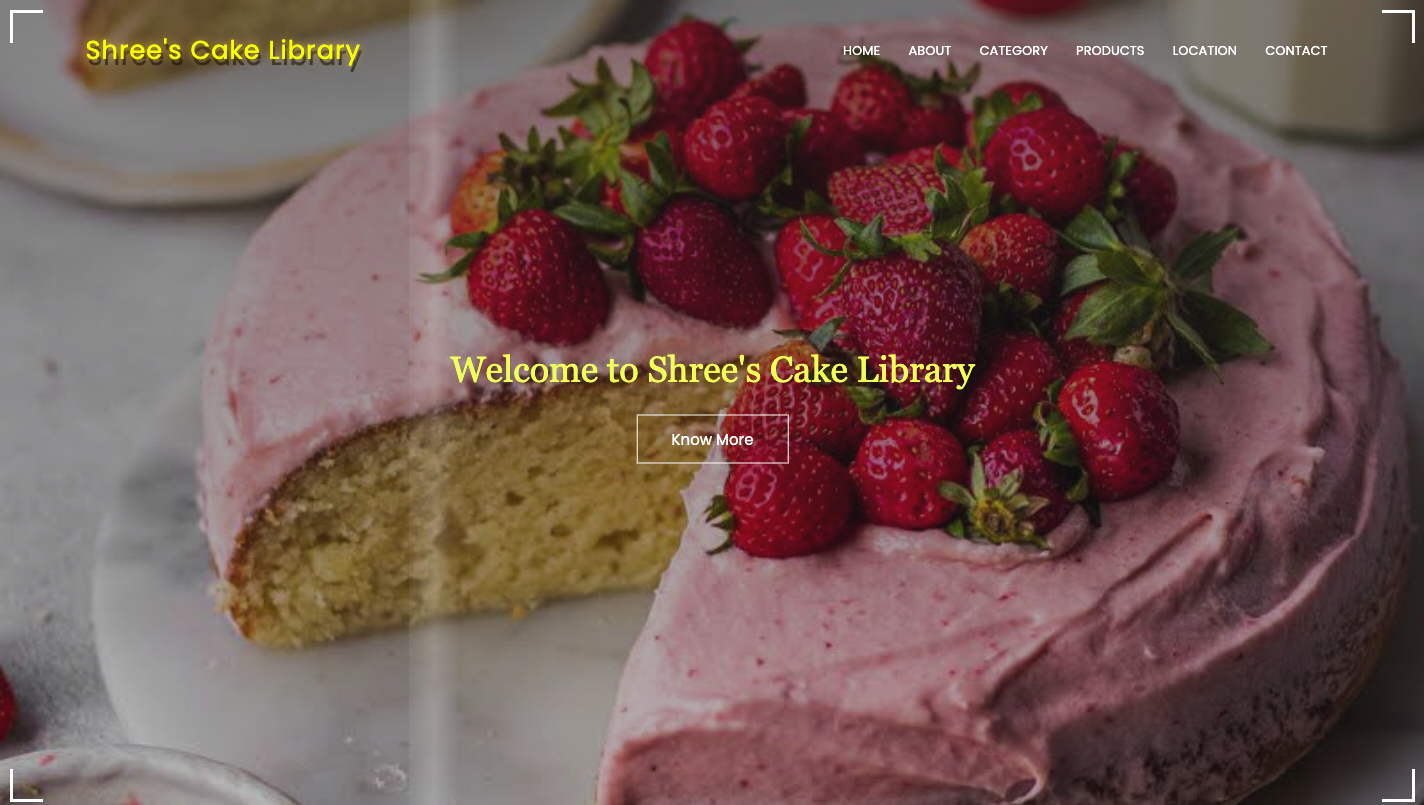 Shree's Cake Library
HOME ABOUT CATEGORY PRODUCTS LOCATION CONTACT
Welcome to Shree's Cake Library
Know More